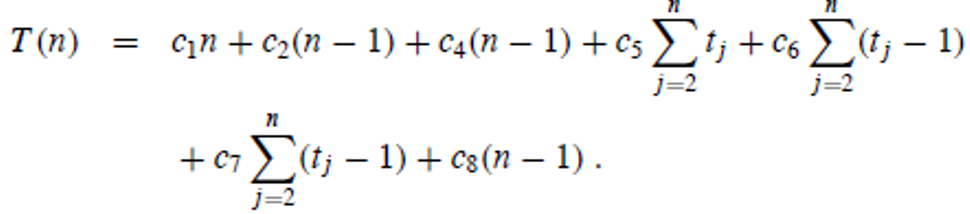 T(n) = c₁n + c₂(n − 1) + c₄(n − 1) + c₅ ∑_{j=2}^{n} t_j + c₆ ∑_{j=2}^{n} (t_j − 1)
+ c₇ ∑_{j=2}^{n} (t_j − 1) + c₈(n − 1) .